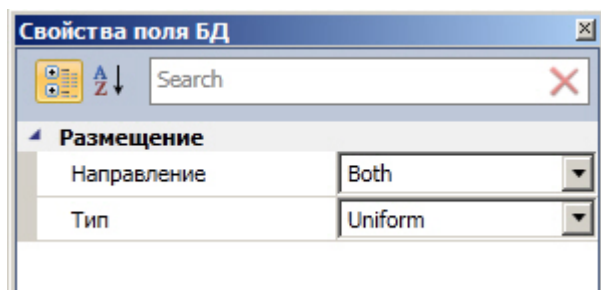 Свойства поля БД
Search
Размещение
Направление Both
Тип Uniform